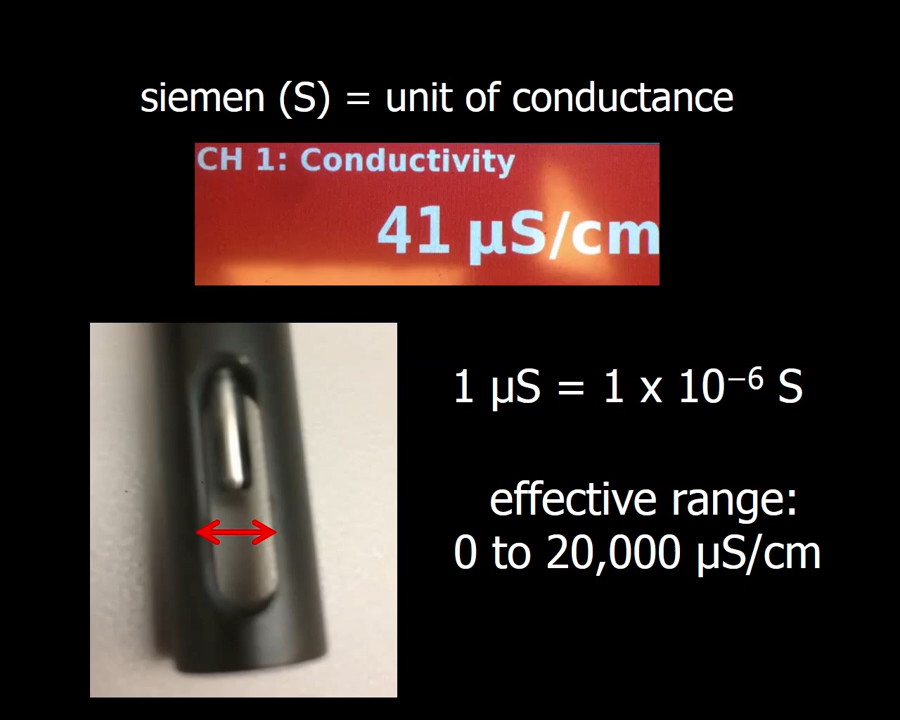 siemen (S) = unit of conductance
CH 1: Conductivity
41 µS/cm
1 µS = 1 x 10⁻⁶ S
effective range:
0 to 20,000 µS/cm